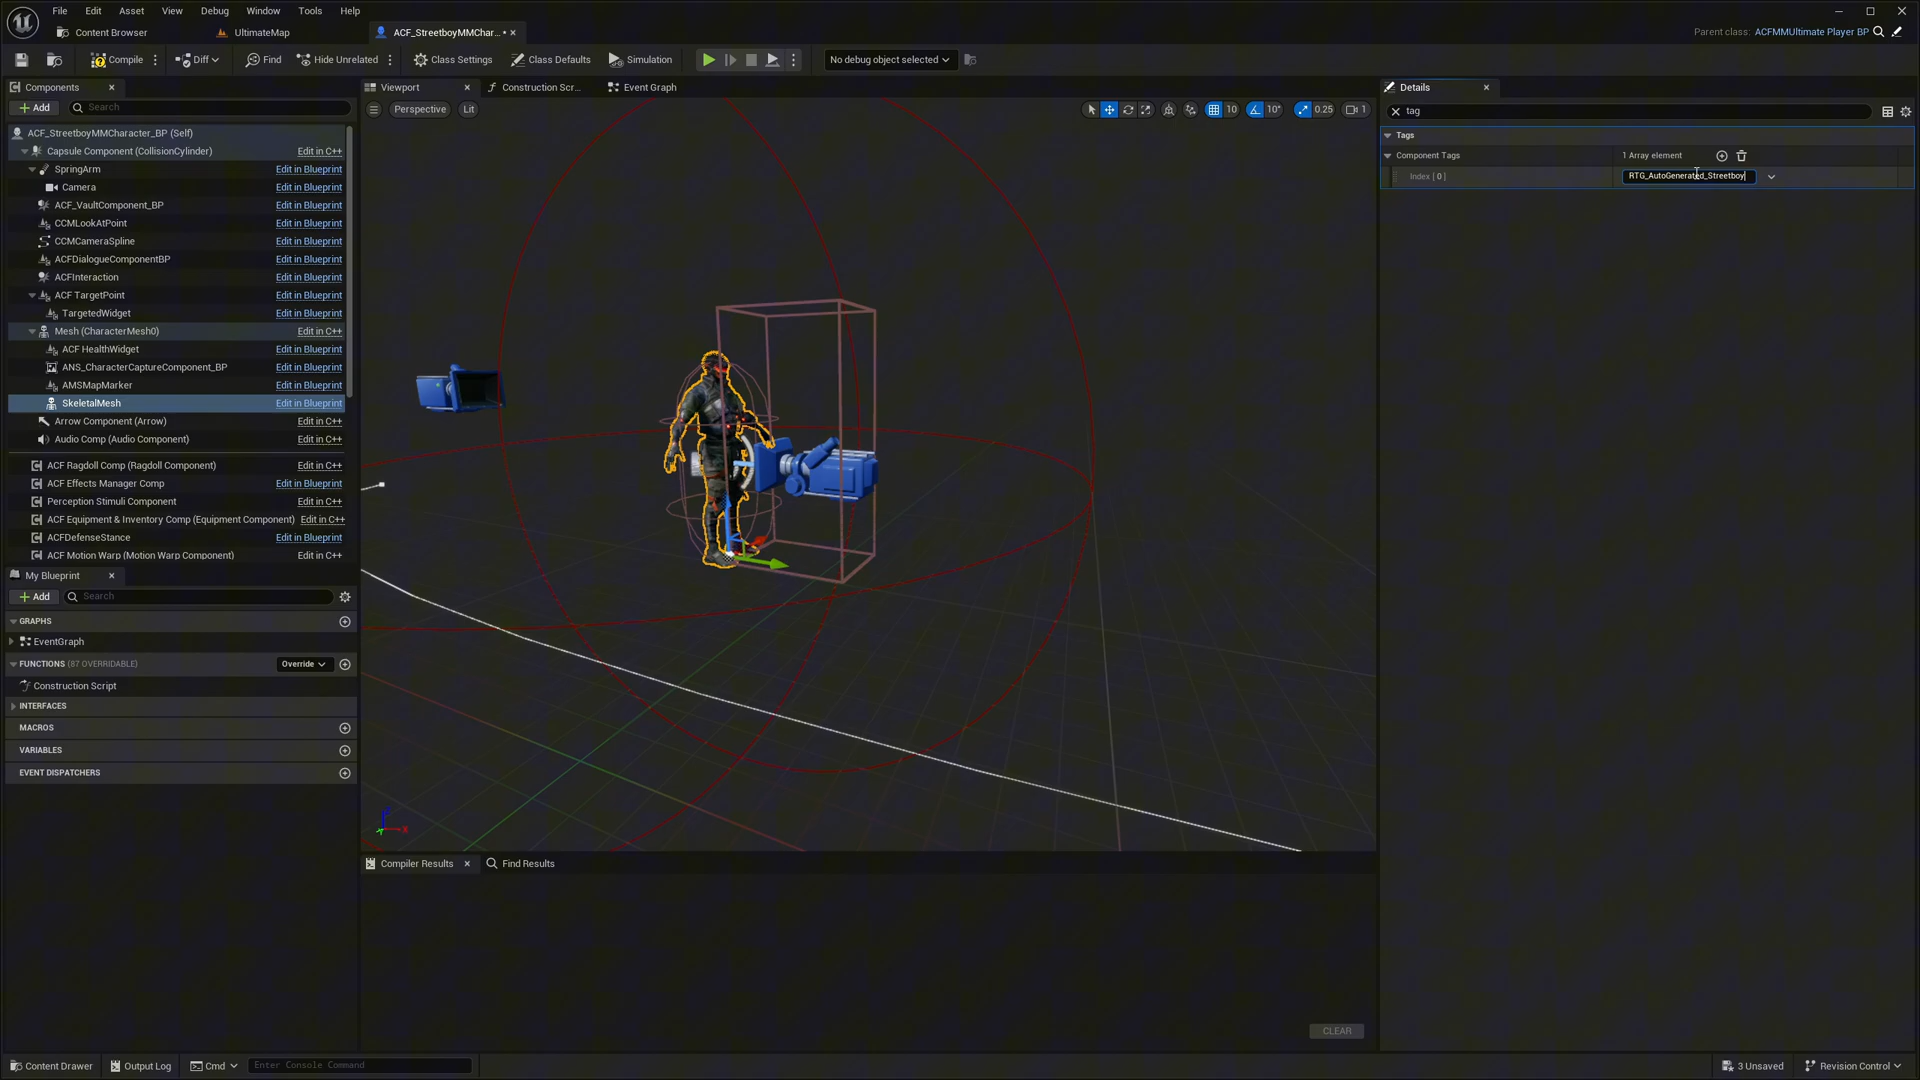 File Edit Asset View Debug Window Tools Help
Content Browser UltimateMap ACF_StreetboyMMChar...* Parent class: ACFMMUltimate Player BP
Compile Diff Find Hide Unrelated Class Settings Class Defaults Simulation No debug object selected
Components
Add Search
ACF_StreetboyMMCharacter_BP (Self)
Capsule Component (CollisionCylinder) Edit in C++
SpringArm Edit in Blueprint
Camera Edit in Blueprint
ACF_VaultComponent_BP Edit in Blueprint
CCMLookAtPoint Edit in Blueprint
CCMCameraSpline Edit in Blueprint
ACFDialogueComponentBP Edit in Blueprint
ACFInteraction Edit in Blueprint
ACF TargetPoint Edit in Blueprint
TargetedWidget Edit in Blueprint
Mesh (CharacterMesh0) Edit in C++
ACF HealthWidget Edit in Blueprint
ANS_CharacterCaptureComponent_BP Edit in Blueprint
AMSMapMarker Edit in Blueprint
SkeletalMesh Edit in Blueprint
Arrow Component (Arrow) Edit in C++
Audio Comp (Audio Component) Edit in C++
ACF Ragdoll Comp (Ragdoll Component) Edit in C++
ACF Effects Manager Comp Edit in Blueprint
Perception Stimuli Component Edit in C++
ACF Equipment & Inventory Comp (Equipment Component) Edit in C++
ACFDefenseStance Edit in Blueprint
ACF Motion Warp (Motion Warp Component) Edit in C++
My Blueprint
Add Search
GRAPHS
EventGraph
FUNCTIONS (87 OVERRIDABLE) Override
Construction Script
INTERFACES
MACROS
VARIABLES
EVENT DISPATCHERS
Viewport Construction Scr... Event Graph
Perspective Lit 10 10° 0.25 1
X
Compiler Results Find Results
CLEAR
Details
tag
Tags
Component Tags 1 Array element
Index [ 0 ] RTG_AutoGenerated_Streetboy
Content Drawer Output Log Cmd Enter Console Command 3 Unsaved Revision Control